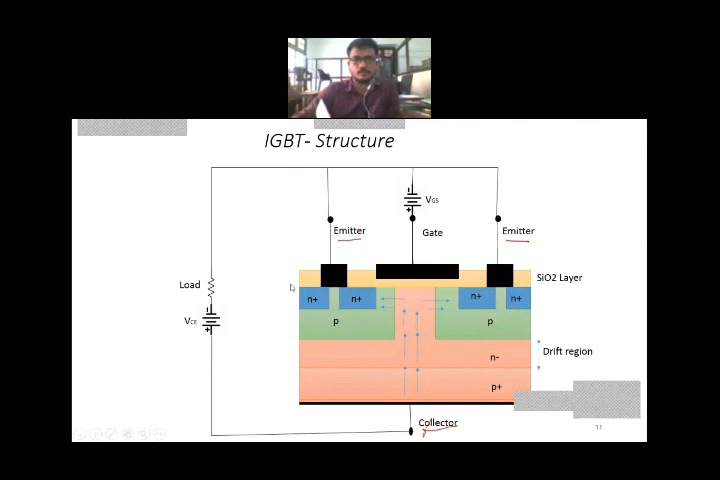 IGBT- Structure
VGS
Emitter
Gate
Emitter
Load
VCE
SiO2 Layer
n+
n+
n+
n+
p
p
n-
Drift region
p+
Collector
11